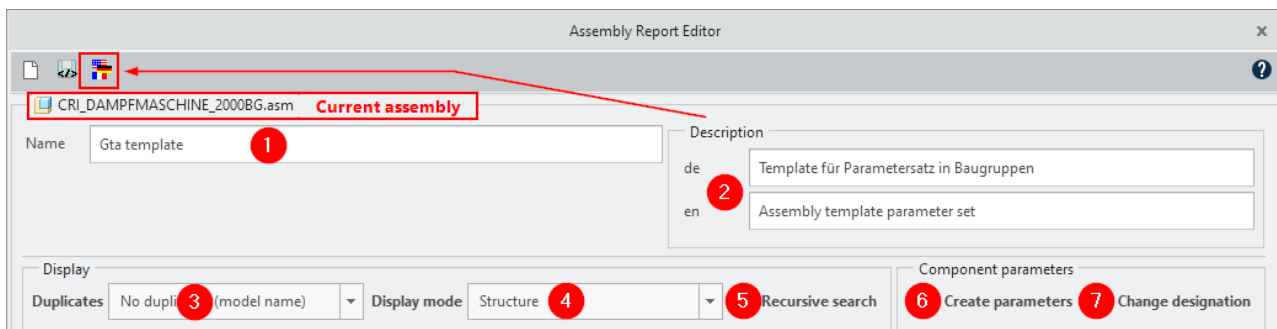 Assembly Report Editor x
</> ?
CRI_DAMPFMASCHINE_2000BG.asm Current assembly
Name Gta template 1
Description
de Template für Parametersatz in Baugruppen
2
en Assembly template parameter set
Display
Duplicates No dupli 3 (model name) Display mode Structure 4 5 Recursive search
Component parameters
6 Create parameters 7 Change designation